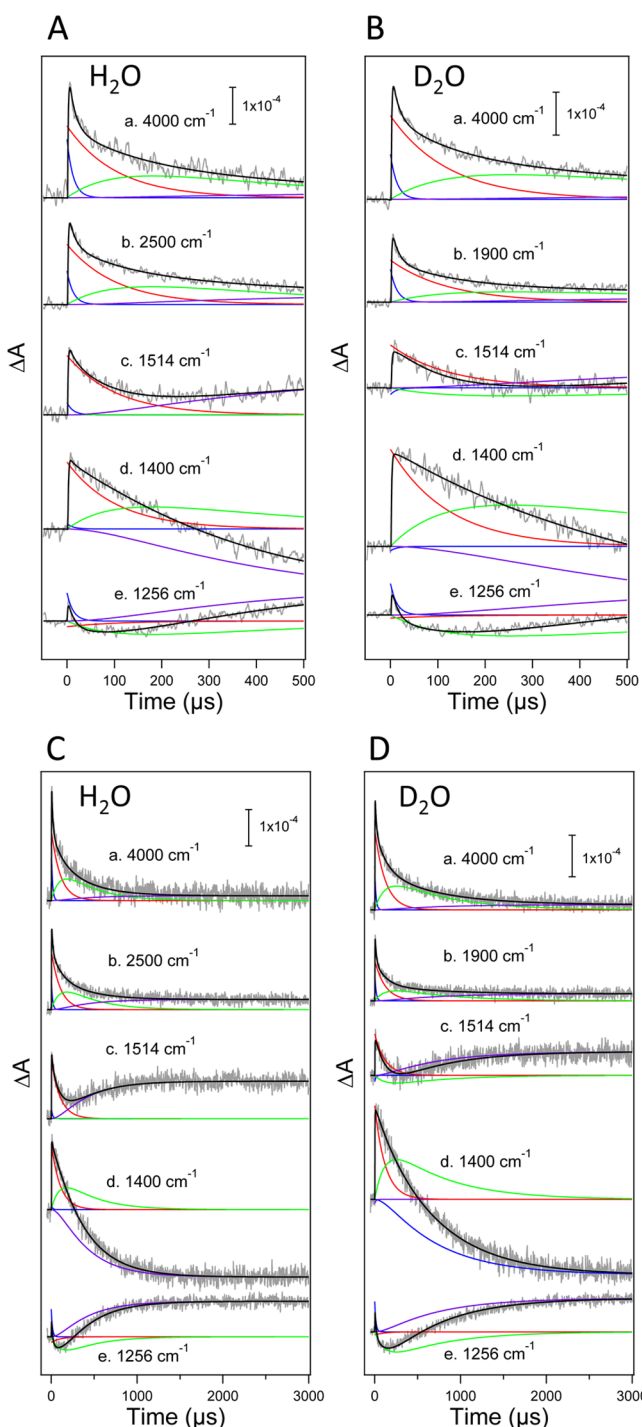 A
B
H₂O
D₂O
a. 4000 cm⁻¹
1x10⁻⁴
a. 4000 cm⁻¹
1x10⁻⁴
b. 2500 cm⁻¹
b. 1900 cm⁻¹
ΔA
c. 1514 cm⁻¹
ΔA
c. 1514 cm⁻¹
d. 1400 cm⁻¹
d. 1400 cm⁻¹
e. 1256 cm⁻¹
e. 1256 cm⁻¹
0 100 200 300 400 500
0 100 200 300 400 500
Time (μs)
Time (μs)
C
D
H₂O
D₂O
1x10⁻⁴
1x10⁻⁴
a. 4000 cm⁻¹
a. 4000 cm⁻¹
b. 2500 cm⁻¹
b. 1900 cm⁻¹
c. 1514 cm⁻¹
c. 1514 cm⁻¹
ΔA
ΔA
d. 1400 cm⁻¹
d. 1400 cm⁻¹
e. 1256 cm⁻¹
e. 1256 cm⁻¹
0 1000 2000 3000
0 1000 2000 3000
Time (μs)
Time (μs)